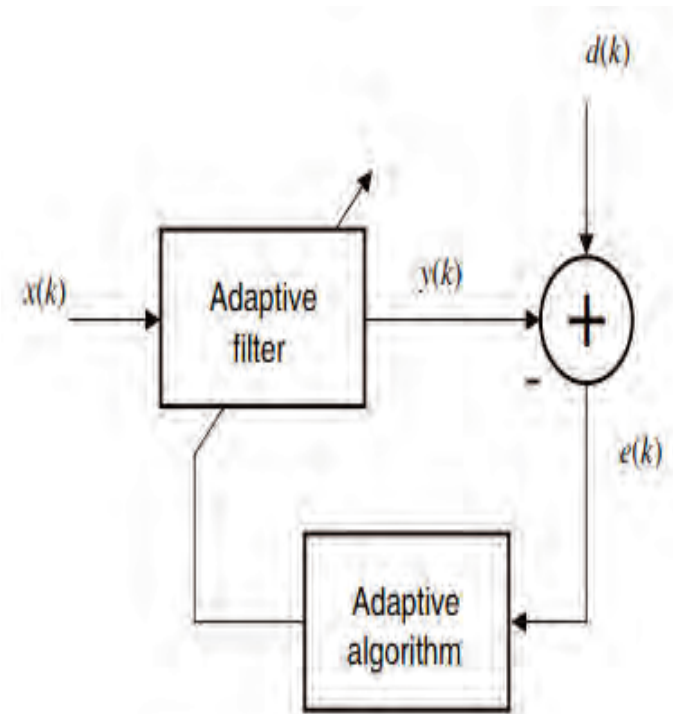 d(k)
x(k)
Adaptive
filter
y(k)
+
-
e(k)
Adaptive
algorithm